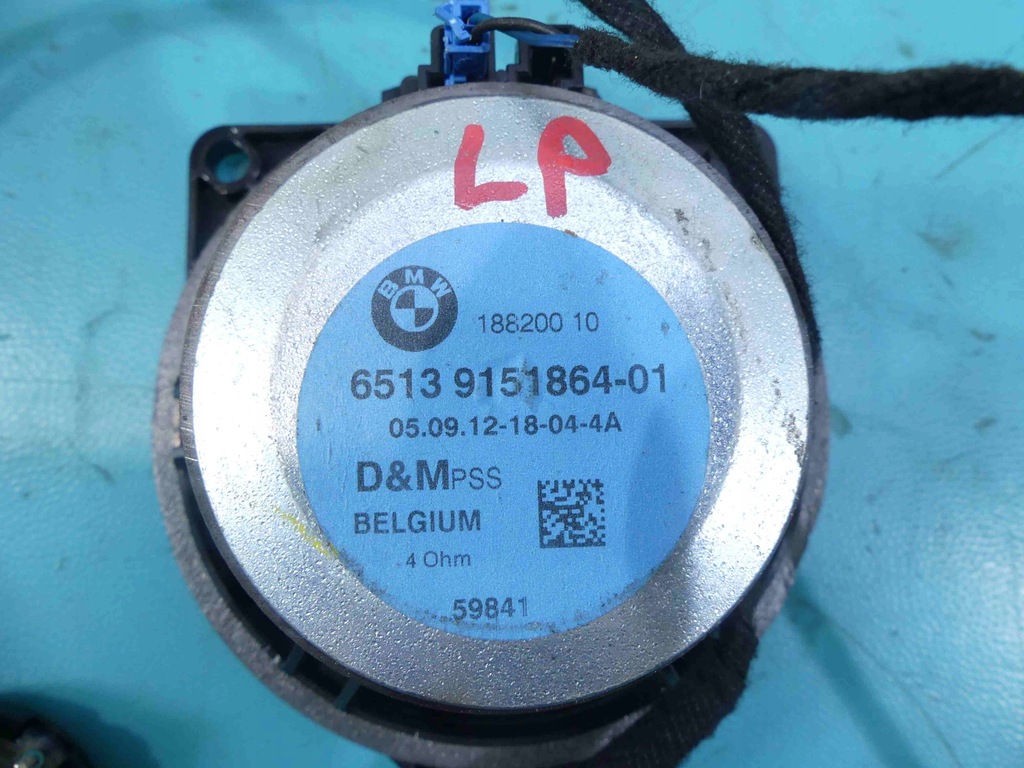 LP
BMW
188200 10
6513 9151864-01
05.09.12-18-04-4A
D&MPSS
BELGIUM
4 Ohm
59841